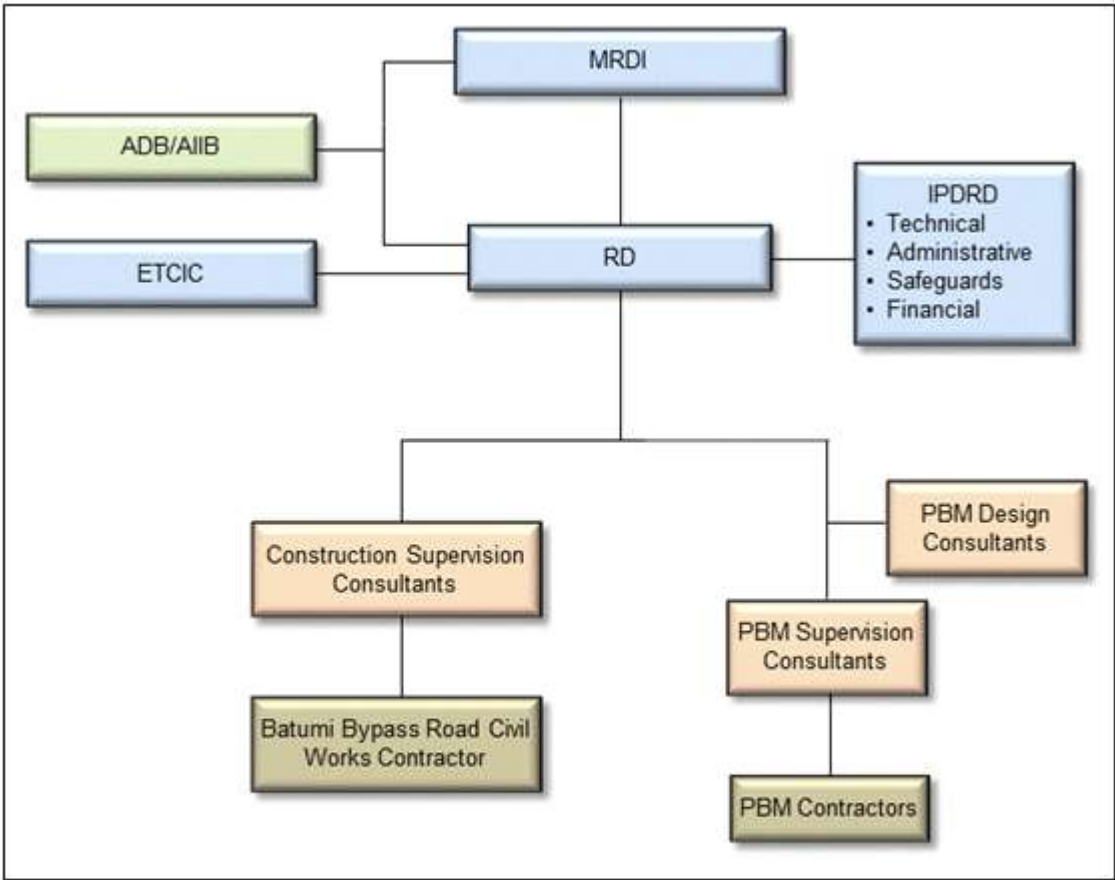 MRDI
ADB/AIIB
ETCIC
RD
IPDRD
• Technical
• Administrative
• Safeguards
• Financial
Construction Supervision
Consultants
Batumi Bypass Road Civil
Works Contractor
PBM Design
Consultants
PBM Supervision
Consultants
PBM Contractors